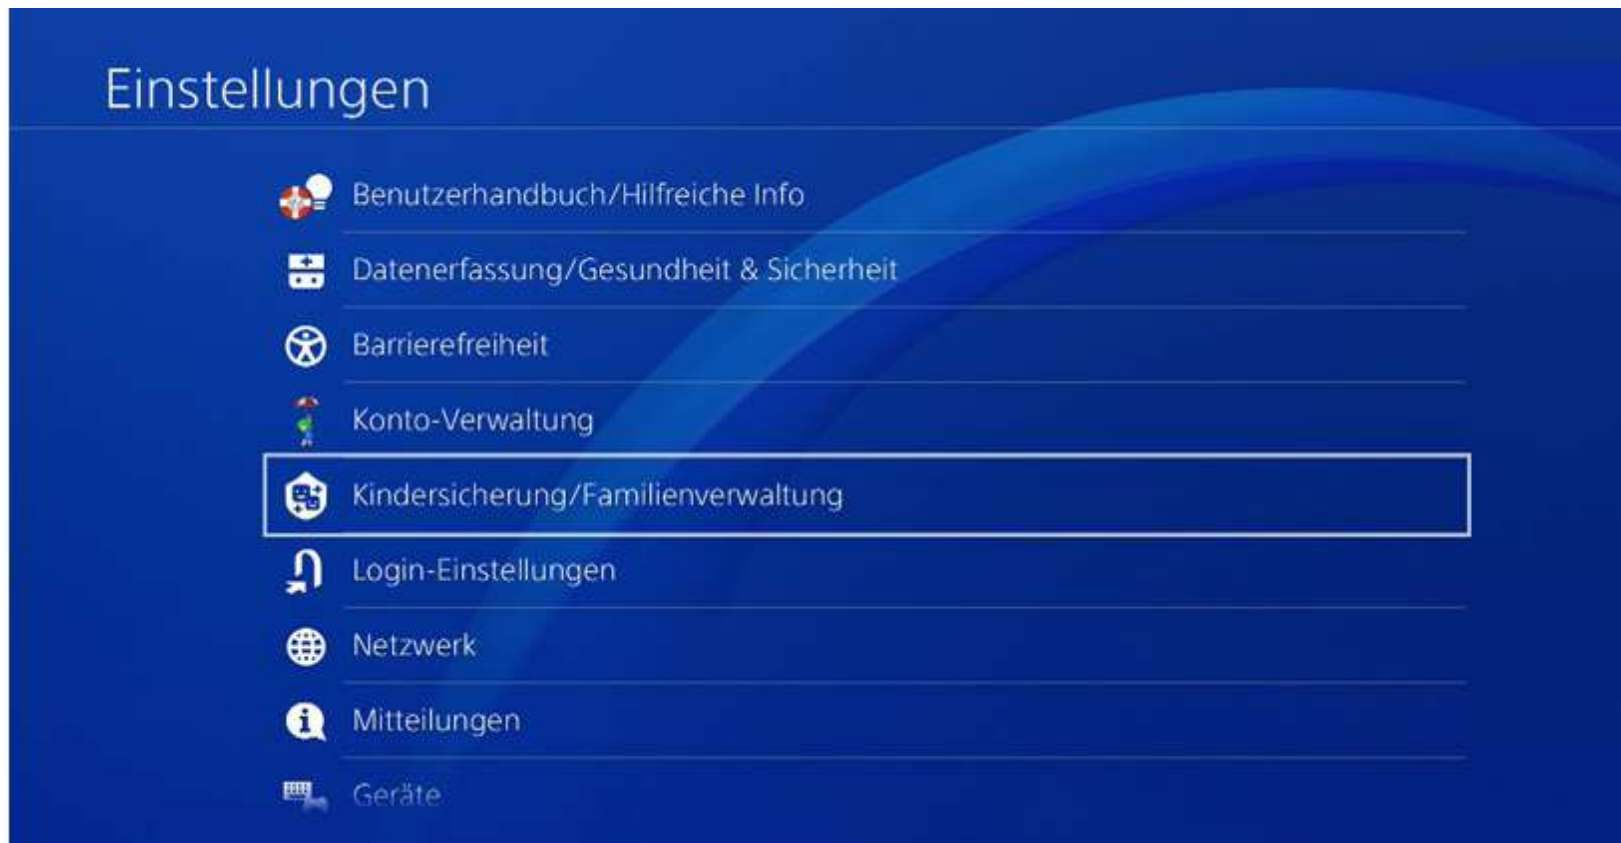 Einstellungen
Benutzerhandbuch/Hilfreiche Info
Datenerfassung/Gesundheit & Sicherheit
Barrierefreiheit
Konto-Verwaltung
Kindersicherung/Familienverwaltung
Login-Einstellungen
Netzwerk
Mitteilungen
Geräte